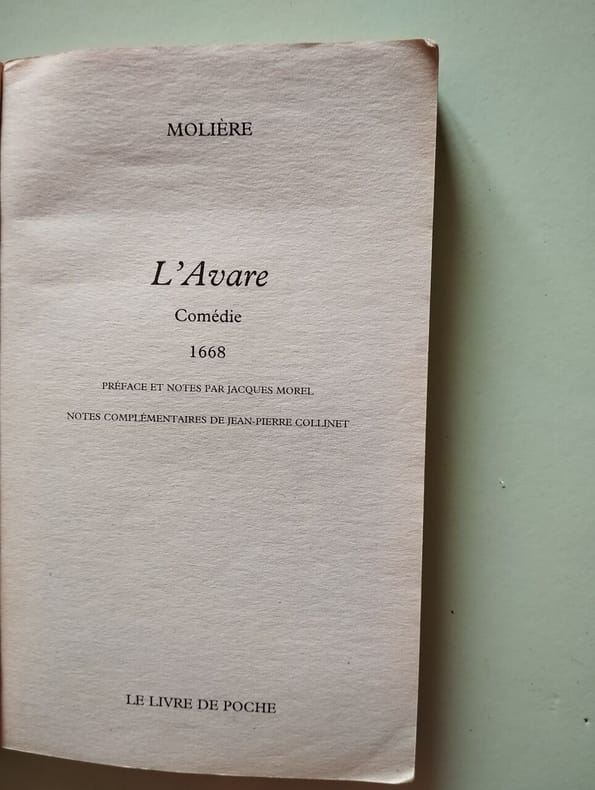 MOLIÈRE
L'Avare
Comédie
1668
PRÉFACE ET NOTES PAR JACQUES MOREL
NOTES COMPLÉMENTAIRES DE JEAN-PIERRE COLLINET
LE LIVRE DE POCHE